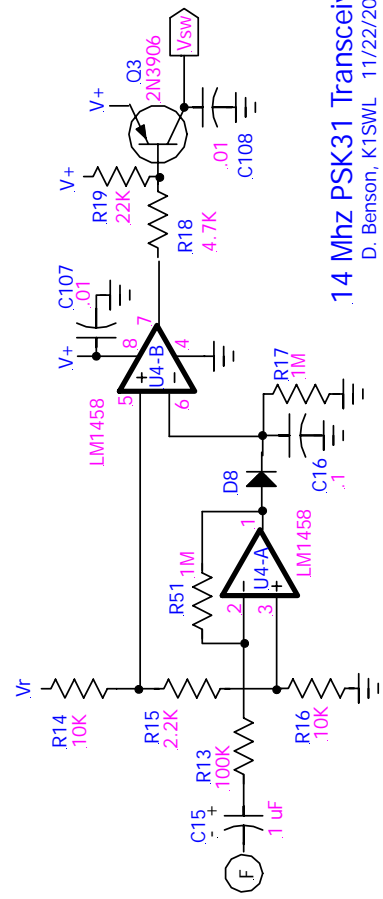 F
C15
-
+
1 uF
R13
100K
Vr
R14
10K
R15
2.2K
R16
10K
R51
1M
2
3
-
+
U4-A
1
LM1458
D8
C16
.1
R17
1M
LM1458
5
6
+
-
U4-B
8
4
7
V+
C107
.01
R18
4.7K
V+
R19
22K
V+
Q3
2N3906
.01
C108
Vsw
14 Mhz PSK31 Transcei
D. Benson, K1SWL 11/22/20